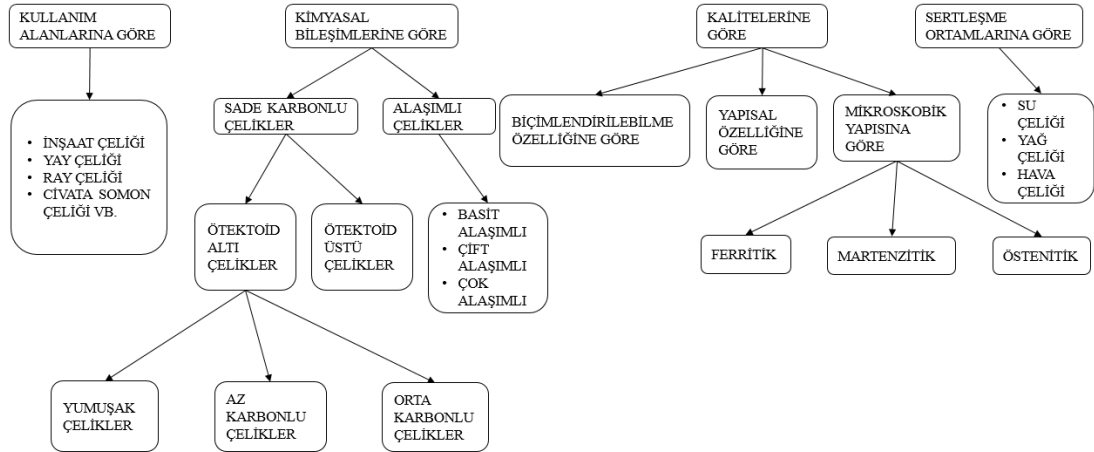 KULLANIM
ALANLARINA GÖRE
KİMYASAL
BİLEŞİMLERİNE GÖRE
KALİTELERİNE
GÖRE
SERTLEŞME
ORTAMLARINA GÖRE
• İNŞAAT ÇELİĞİ
• YAY ÇELİĞİ
• RAY ÇELİĞİ
• CİVATA SOMON
ÇELİĞİ VB.
SADE KARBONLU
ÇELİKLER
ALAŞIMLI
ÇELİKLER
BİÇİMLENDİRİLEBİLME
ÖZELLİĞİNE GÖRE
YAPISAL
ÖZELLİĞİNE
GÖRE
MİKROSKOBİK
YAPISINA
GÖRE
• SU
ÇELİĞİ
• YAĞ
ÇELİĞİ
• HAVA
ÇELİĞİ
ÖTEKTOİD
ALTI
ÇELİKLER
ÖTEKTOİD
ÜSTÜ
ÇELİKLER
• BASİT
ALAŞIMLI
• ÇİFT
ALAŞIMLI
• ÇOK
ALAŞIMLI
FERRİTİK
MARTENZİTİK
ÖSTENİTİK
YUMUŞAK
ÇELİKLER
AZ
KARBONLU
ÇELİKLER
ORTA
KARBONLU
ÇELİKLER